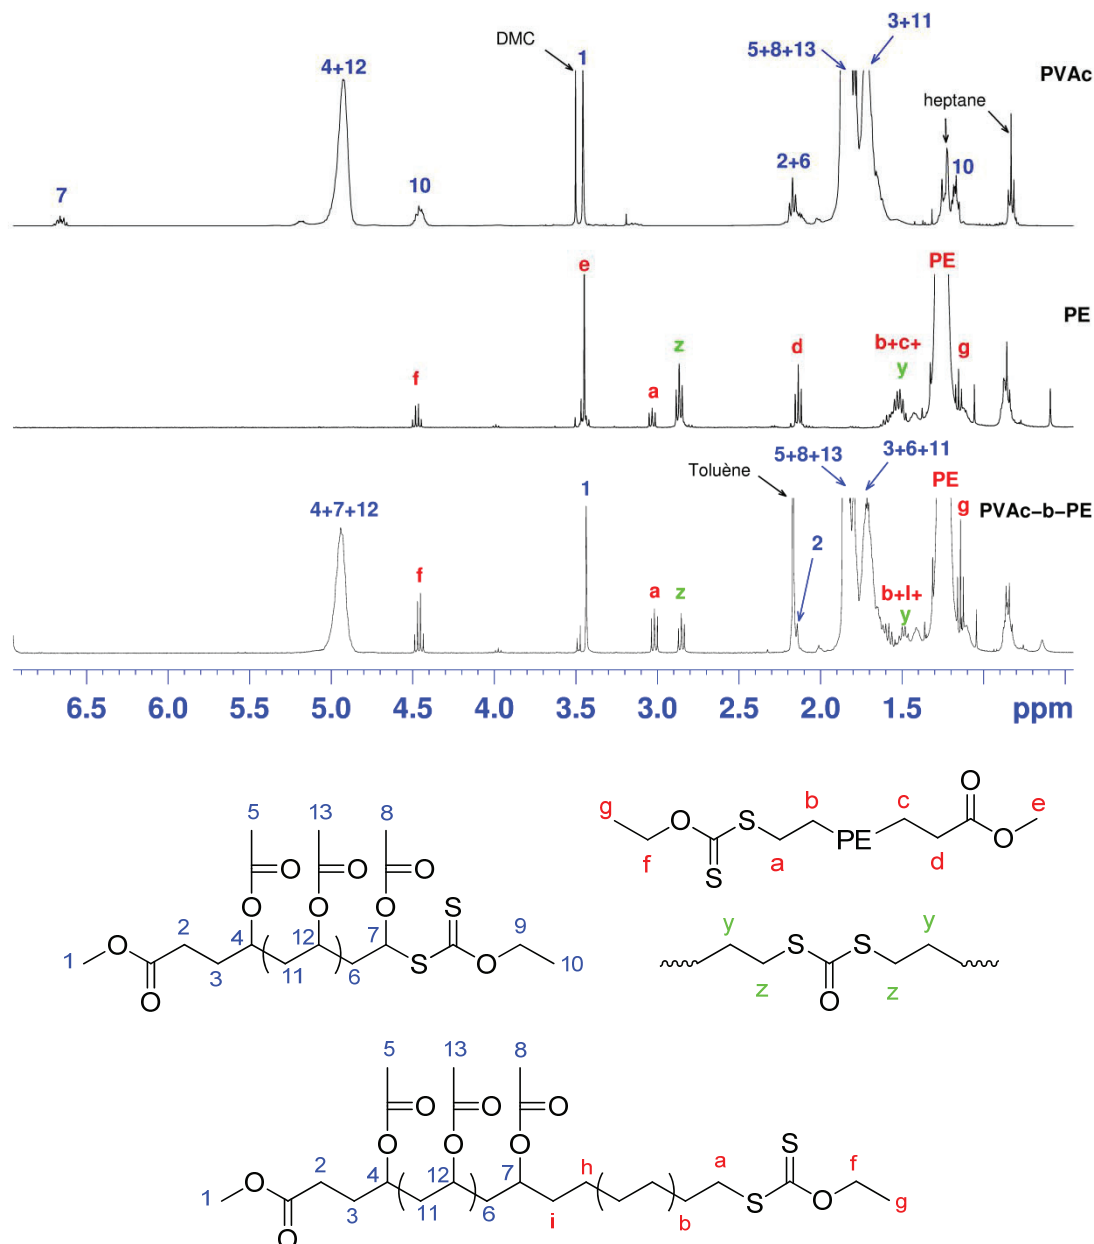 3+11
DMC
1
5+8+13
PVAc
4+12
heptane
2+6
10
7
10
e
PE
PE
z
d
b+c+
g
f
a
y
5+8+13
3+6+11
Toluène
PE
4+7+12
1
g
PVAc-b-PE
2
f
a
z
b+l+
y
6.5 6.0 5.5 5.0 4.5 4.0 3.5 3.0 2.5 2.0 1.5 ppm
5 13 8
O O O
O O O S
2 4 12 7 9
1 O 3 11 6 S O 10
O
g O S b c O e
f S a PE d O
y S S y
z O z
5 13 8
O O O
O O O S
2 4 12 7 h a f
1 O 3 11 6 i b S O g
O